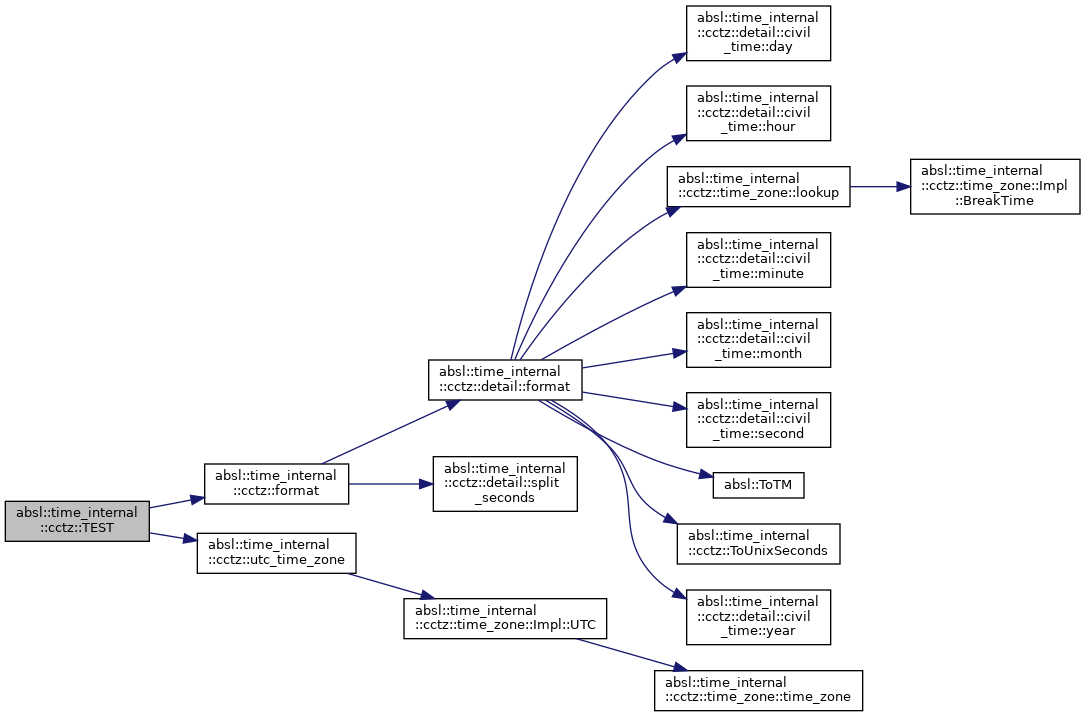 absl::time_internal
::cctz::detail::civil
_time::day
absl::time_internal
::cctz::detail::civil
_time::hour
absl::time_internal
::cctz::time_zone::lookup
absl::time_internal
::cctz::time_zone::Impl
::BreakTime
absl::time_internal
::cctz::detail::civil
_time::minute
absl::time_internal
::cctz::detail::civil
_time::month
absl::time_internal
::cctz::detail::format
absl::time_internal
::cctz::detail::civil
_time::second
absl::time_internal
::cctz::format
absl::time_internal
::cctz::detail::split
_seconds
absl::ToTM
absl::time_internal
::cctz::TEST
absl::time_internal
::cctz::utc_time_zone
absl::time_internal
::cctz::ToUnixSeconds
absl::time_internal
::cctz::time_zone::Impl::UTC
absl::time_internal
::cctz::detail::civil
_time::year
absl::time_internal
::cctz::time_zone::time_zone